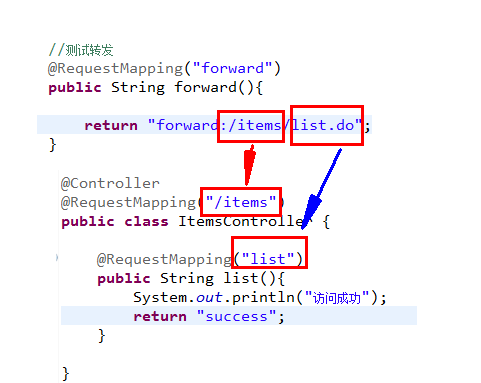 //测试转发
@RequestMapping("forward")
public String forward(){
return "forward:/items/list.do";
}
@Controller
@RequestMapping("/items")
public class ItemsController {
@RequestMapping("list")
public String list(){
System.out.println("访问成功");
return "success";
}
}